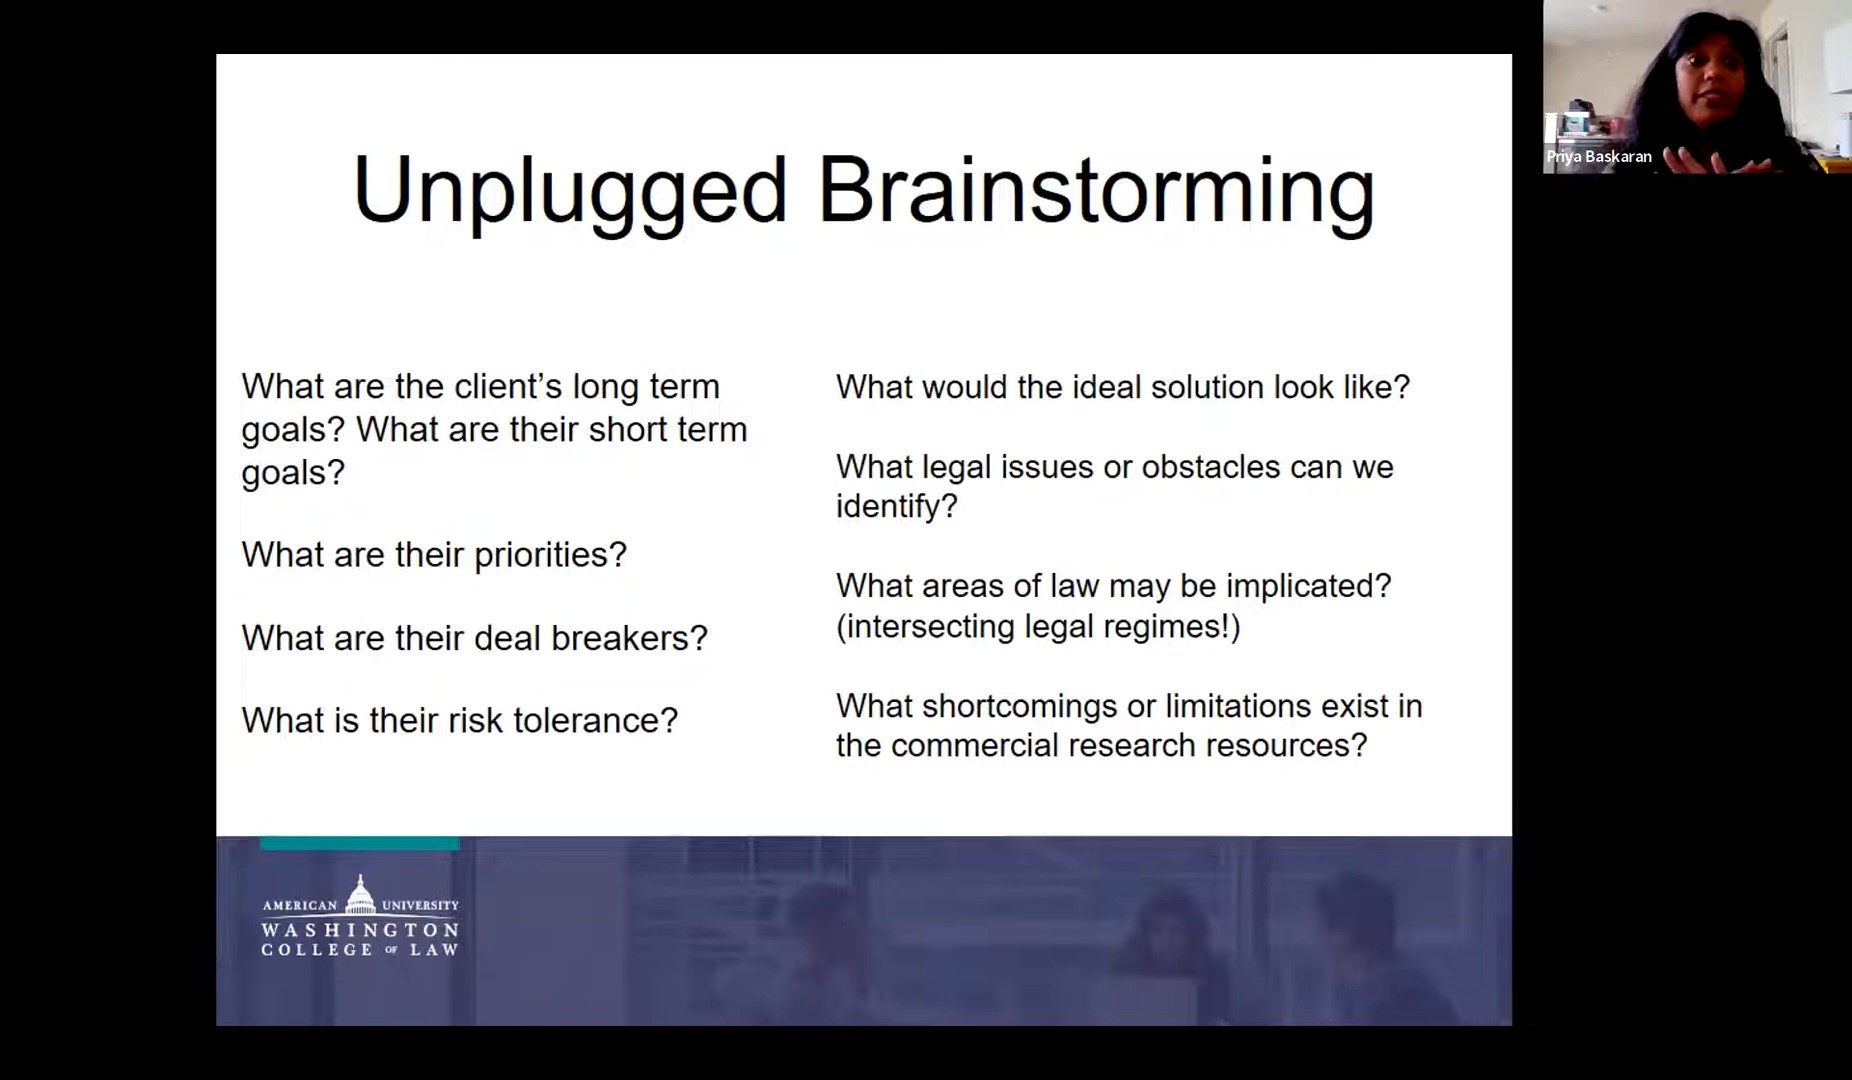 Unplugged Brainstorming
What are the client’s long term
goals? What are their short term
goals?
What are their priorities?
What are their deal breakers?
What is their risk tolerance?
What would the ideal solution look like?
What legal issues or obstacles can we
identify?
What areas of law may be implicated?
(intersecting legal regimes!)
What shortcomings or limitations exist in
the commercial research resources?
AMERICAN UNIVERSITY
WASHINGTON
COLLEGE OF LAW
Priya Baskaran